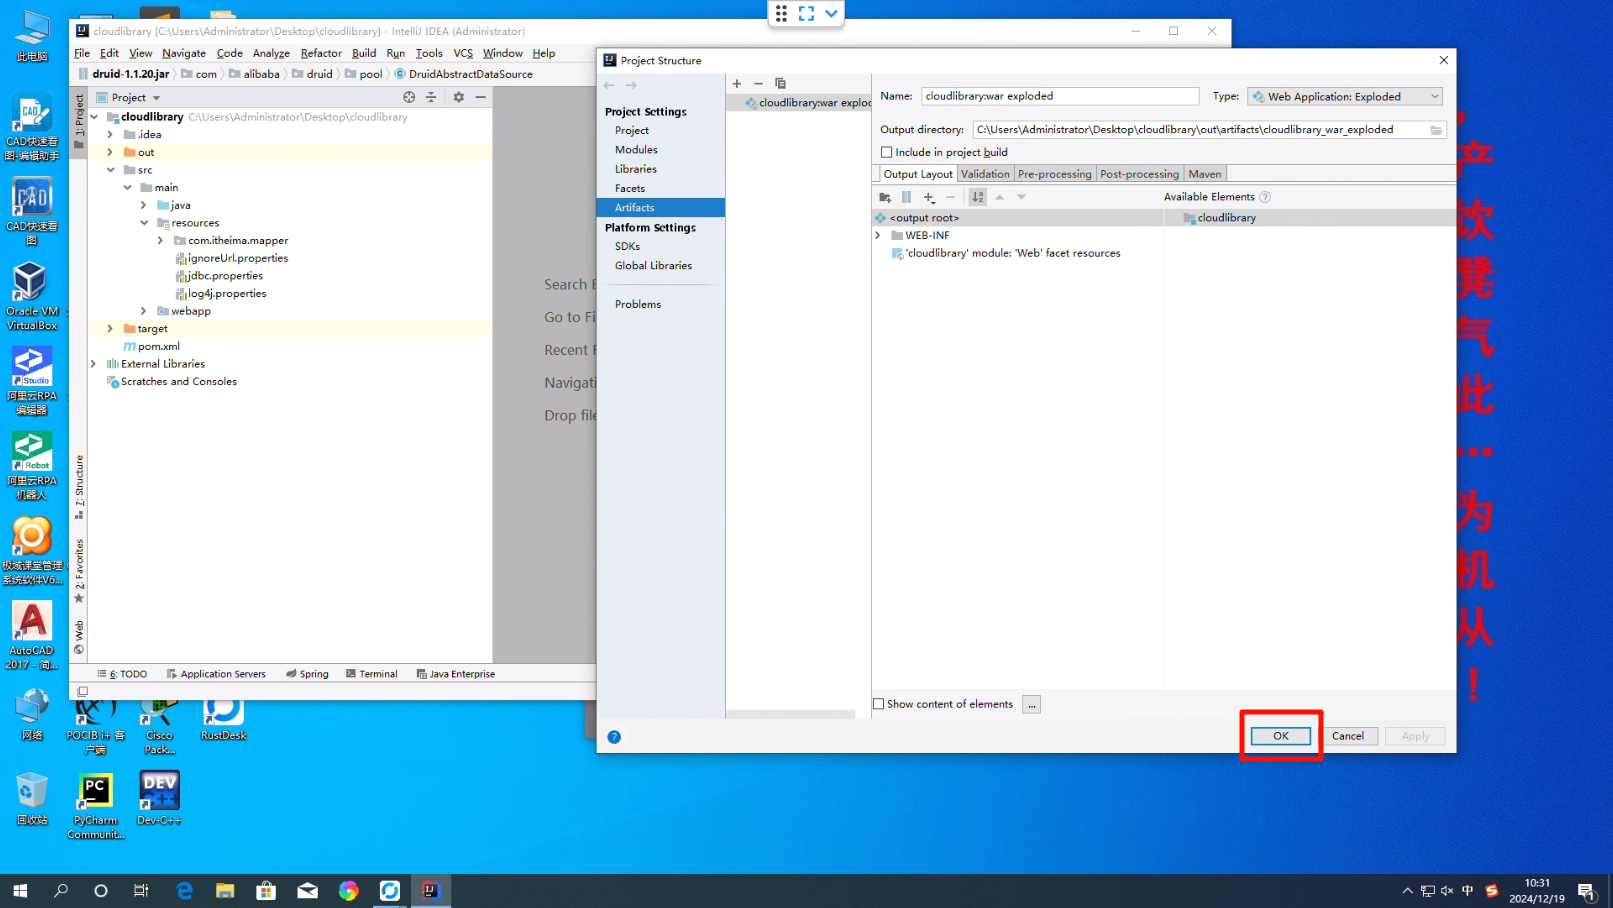 此电脑
CAD快速看
图-编辑助手
CAD快速看
图
Oracle VM
VirtualBox
阿里云RPA
编辑器
阿里云RPA
机器人
极域课堂管理
系统软件V6...
AutoCAD
2017 - 简...
网络
POCIB i+ 客
户端
Cisco
Pack...
RustDesk
回收站
PyCharm
Communit...
Dev-C++
cloudlibrary [C:\Users\Administrator\Desktop\cloudlibrary] - IntelliJ IDEA (Administrator)
File Edit View Navigate Code Analyze Refactor Build Run Tools VCS Window Help
druid-1.1.20.jar com alibaba druid pool DruidAbstractDataSource
1: Project
Project
cloudlibrary C:\Users\Administrator\Desktop\cloudlibrary
.idea
out
src
main
java
resources
com.itheima.mapper
ignoreUrl.properties
jdbc.properties
log4j.properties
webapp
target
pom.xml
External Libraries
Scratches and Consoles
7: Structure
2: Favorites
Web
Search E
Go to Fi
Recent F
Navigati
Drop file
6: TODO Application Servers Spring Terminal Java Enterprise
Project Structure
Project Settings
Project
Modules
Libraries
Facets
Artifacts
Platform Settings
SDKs
Global Libraries
Problems
cloudlibrary:war explod
Name: cloudlibrary:war exploded Type: Web Application: Exploded
Output directory: C:\Users\Administrator\Desktop\cloudlibrary\out\artifacts\cloudlibrary_war_exploded
Include in project build
Output Layout Validation Pre-processing Post-processing Maven
Available Elements
<output root>
cloudlibrary
WEB-INF
'cloudlibrary' module: 'Web' facet resources
Show content of elements ...
OK Cancel Apply
产
饮
凳
气
此
...
为
机
从
！
中
10:31
2024/12/19
1